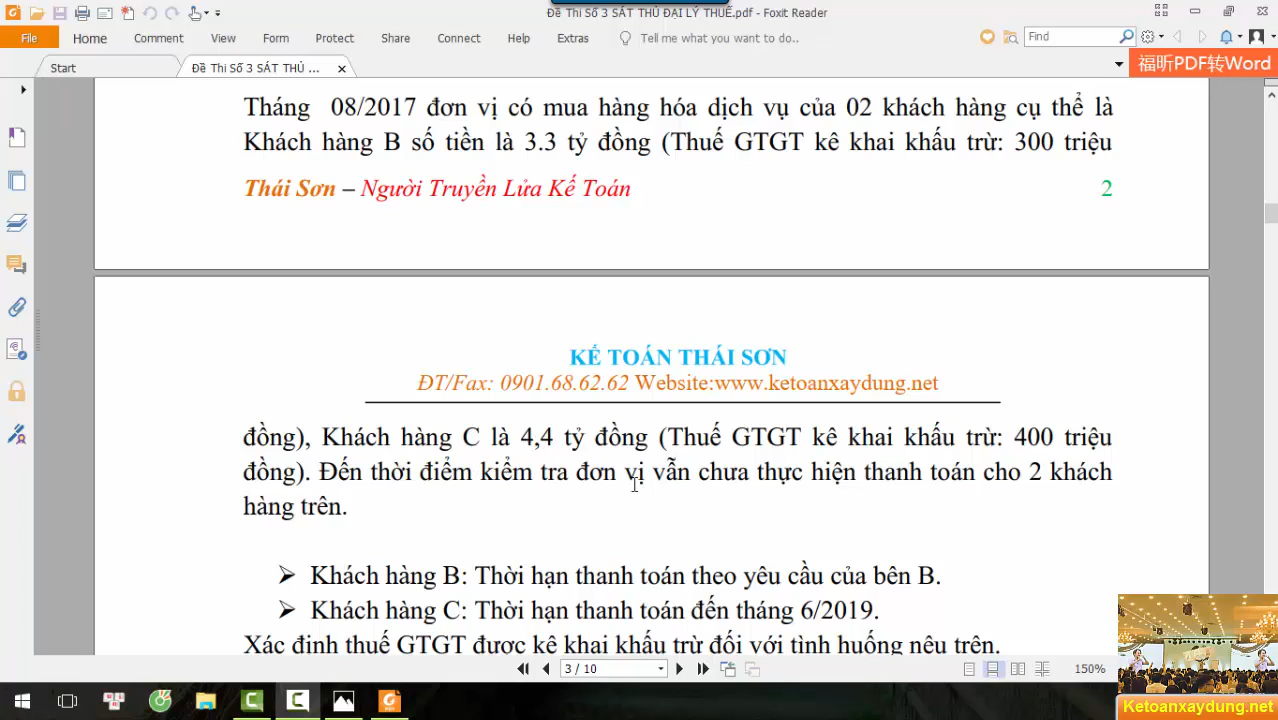 Đề Thi Số 3 SÁT THỦ ĐẠI LÝ THUẾ.pdf - Foxit Reader
File Home Comment View Form Protect Share Connect Help Extras Tell me what you want to do.. Find
Start Đề Thi Số 3 SÁT THỦ ... 福昕PDF转Word
Tháng 08/2017 đơn vị có mua hàng hóa dịch vụ của 02 khách hàng cụ thể là
Khách hàng B số tiền là 3.3 tỷ đồng (Thuế GTGT kê khai khấu trừ: 300 triệu
Thái Sơn – Người Truyền Lửa Kế Toán 2
KẾ TOÁN THÁI SƠN
ĐT/Fax: 0901.68.62.62 Website:www.ketoanxaydung.net
đồng), Khách hàng C là 4,4 tỷ đồng (Thuế GTGT kê khai khấu trừ: 400 triệu
đồng). Đến thời điểm kiểm tra đơn vị vẫn chưa thực hiện thanh toán cho 2 khách
hàng trên.
➢ Khách hàng B: Thời hạn thanh toán theo yêu cầu của bên B.
➢ Khách hàng C: Thời hạn thanh toán đến tháng 6/2019.
Xác định thuế GTGT được kê khai khấu trừ đối với tình huống nêu trên.
3 / 10 150%
Ketoanxaydung.net